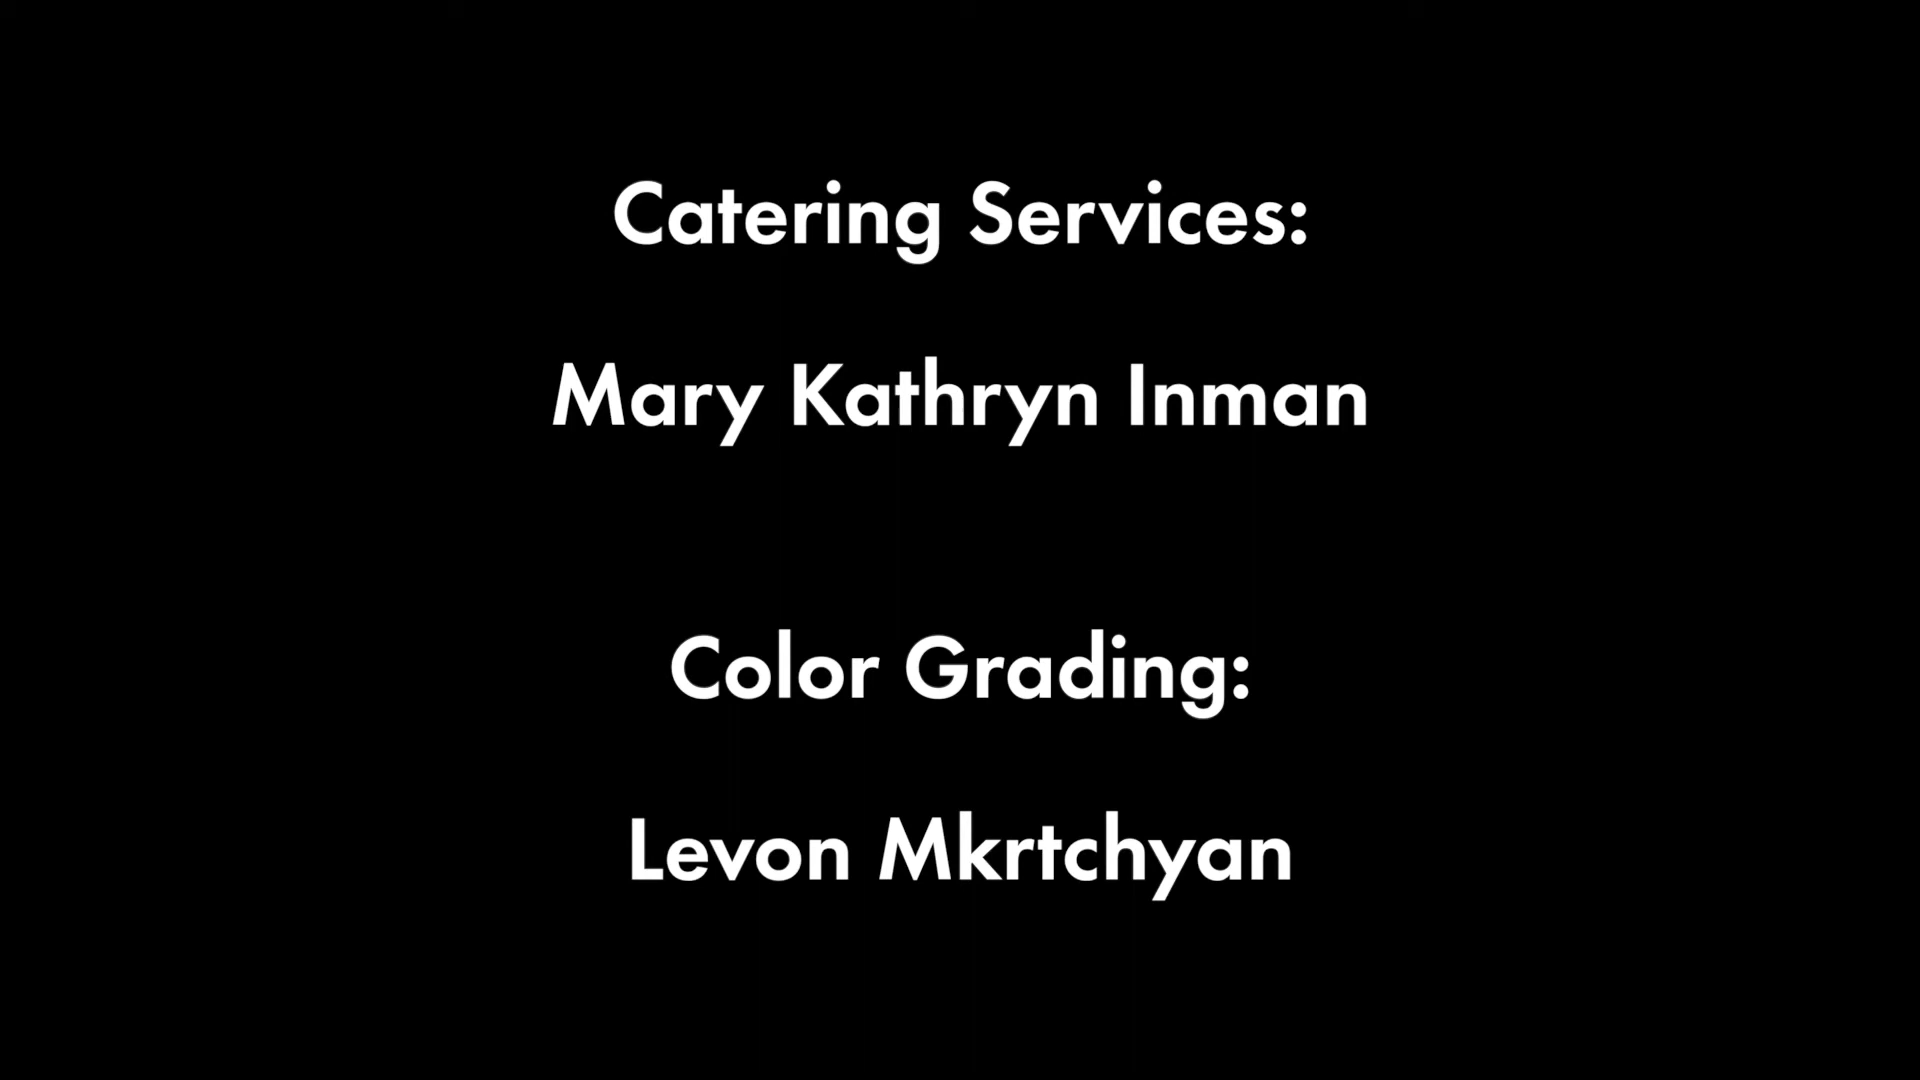 Catering Services:
Mary Kathryn Inman
Color Grading:
Levon Mkrtchyan